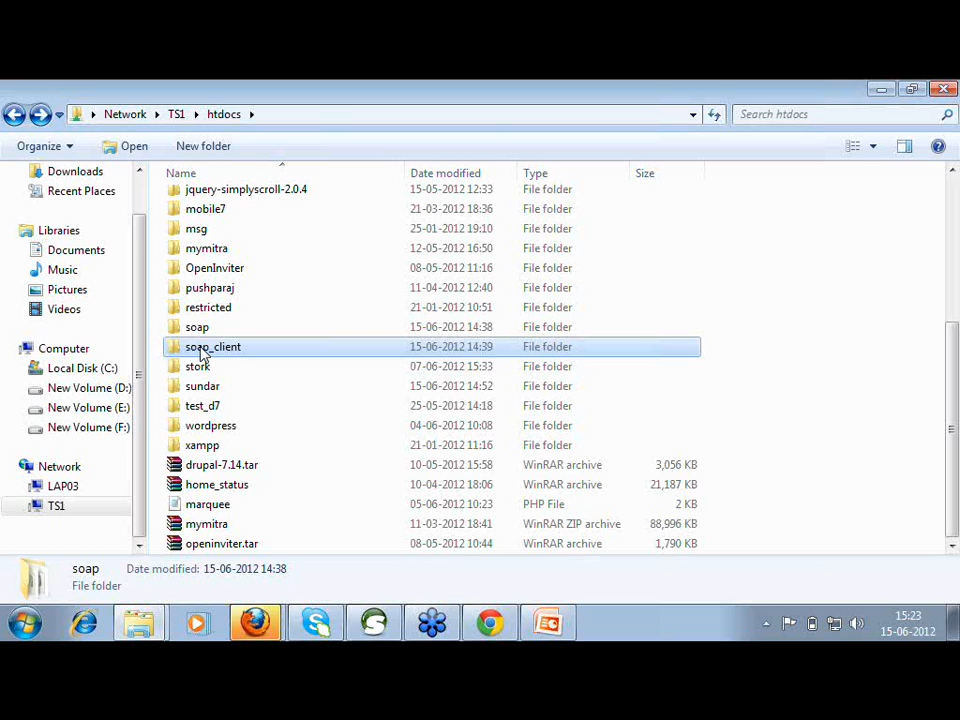 Network TS1 htdocs Search htdocs
Organize Open New folder
Name Date modified Type Size
Downloads
Recent Places
Libraries
Documents
Music
Pictures
Videos
Computer
Local Disk (C:)
New Volume (D:)
New Volume (E:)
New Volume (F:)
Network
LAP03
TS1
jquery-simplyscroll-2.0.4 15-05-2012 12:33 File folder
mobile7 21-03-2012 18:36 File folder
msg 25-01-2012 19:10 File folder
mymitra 12-05-2012 16:50 File folder
OpenInviter 08-05-2012 11:16 File folder
pushparaj 11-04-2012 12:40 File folder
restricted 21-01-2012 10:51 File folder
soap 15-06-2012 14:38 File folder
soap_client 15-06-2012 14:39 File folder
stork 07-06-2012 15:33 File folder
sundar 15-06-2012 14:52 File folder
test_d7 25-05-2012 14:18 File folder
wordpress 04-06-2012 10:08 File folder
xampp 21-01-2012 11:16 File folder
drupal-7.14.tar 10-05-2012 15:58 WinRAR archive 3,056 KB
home_status 10-04-2012 18:06 WinRAR archive 21,187 KB
marquee 05-06-2012 10:23 PHP File 2 KB
mymitra 11-03-2012 18:41 WinRAR ZIP archive 88,996 KB
openinviter.tar 08-05-2012 10:44 WinRAR archive 1,790 KB
soap Date modified: 15-06-2012 14:38
File folder
15:23
15-06-2012